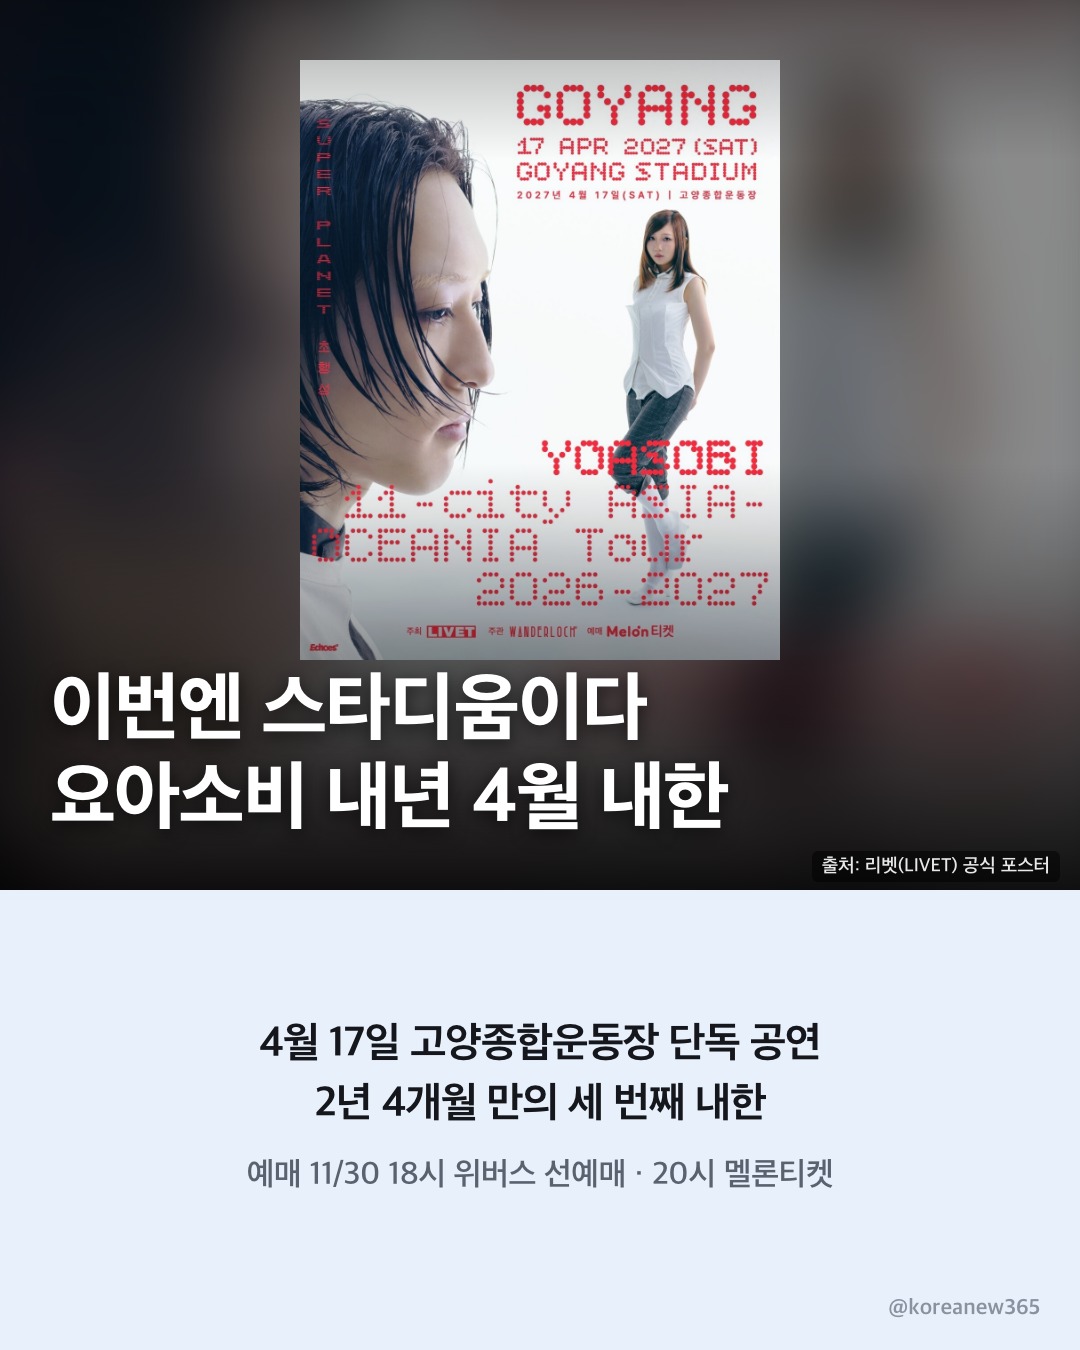 GOYANG
17 APR 2027 (SAT)
GOYANG STADIUM
2027년 4월 17일(SAT) | 고양종합운동장
SUPER PLANET 초행성
YOASOBI
11-city ASIA-
OCEANIA Tour
2026-2027
주최 LIVET 주관 WANDERLOCH 예매 Melon티켓
Echoes
이번엔 스타디움이다
요아소비 내년 4월 내한
출처: 리벳(LIVET) 공식 포스터
4월 17일 고양종합운동장 단독 공연
2년 4개월 만의 세 번째 내한
예매 11/30 18시 위버스 선예매 · 20시 멜론티켓
@koreanew365